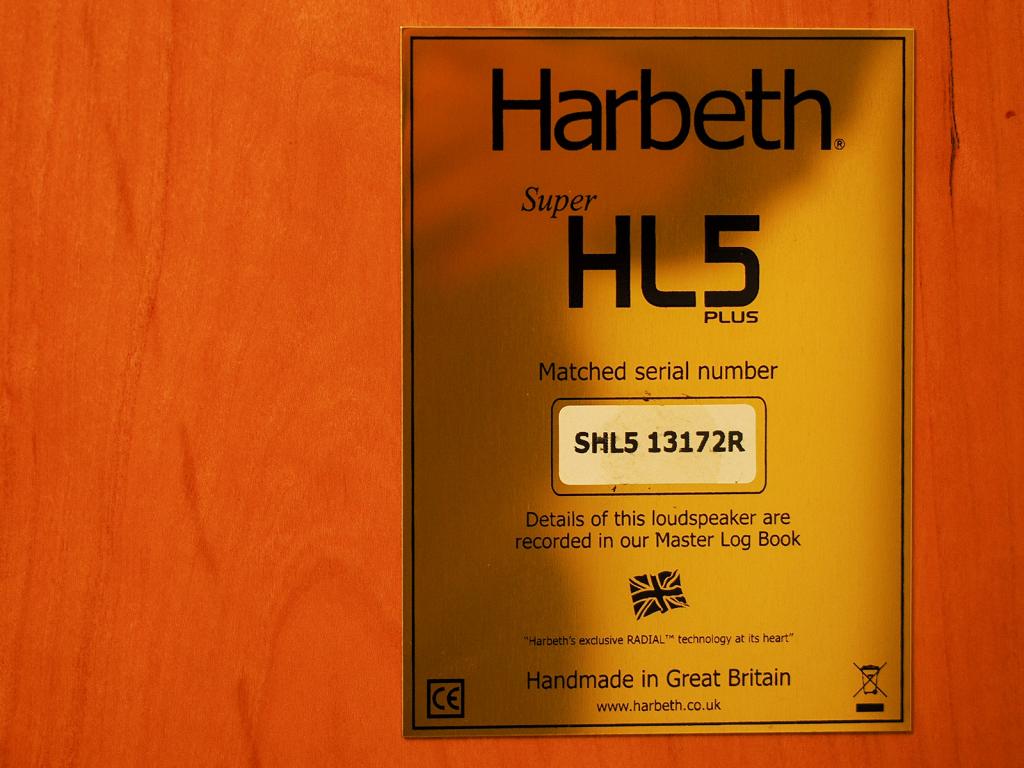 Harbeth®
Super
HL5
PLUS
Matched serial number
SHL5 13172R
Details of this loudspeaker are
recorded in our Master Log Book
"Harbeth's exclusive RADIAL™ technology at its heart"
Handmade in Great Britain
CE
www.harbeth.co.uk